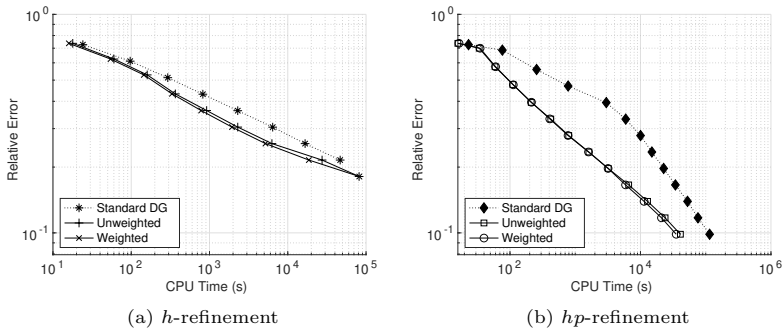 10^0
10^-1
Relative Error
10^1 10^2 10^3 10^4 10^5
CPU Time (s)
Standard DG
Unweighted
Weighted
(a) h-refinement
10^0
10^-1
Relative Error
10^2 10^4 10^6
CPU Time (s)
Standard DG
Unweighted
Weighted
(b) hp-refinement